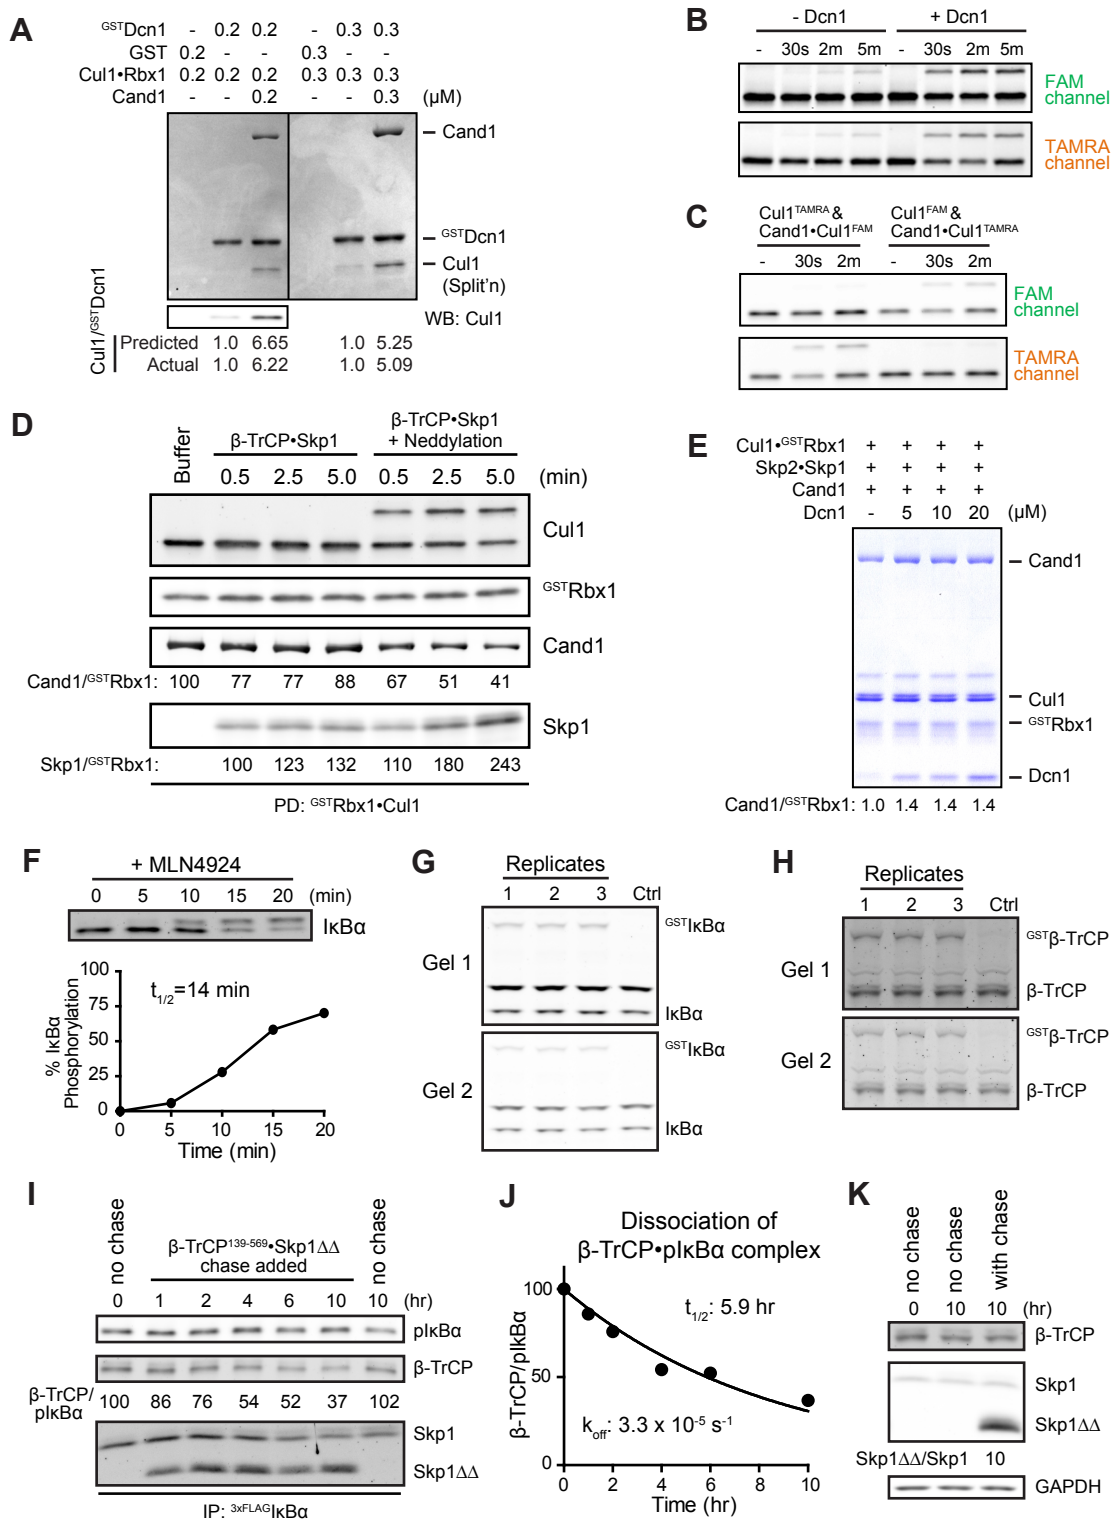 A
GSTDcn1 - 0.2 0.2 - 0.3 0.3
GST 0.2 - - 0.3 - -
Cul1•Rbx1 0.2 0.2 0.2 0.3 0.3 0.3
Cand1 - - 0.2 - - 0.3 (μM)
Cand1
GSTDcn1
Cul1
(Split'n)
WB: Cul1
Cul1/GSTDcn1
Predicted 1.0 6.65 1.0 5.25
Actual 1.0 6.22 1.0 5.09
B
- Dcn1 + Dcn1
- 30s 2m 5m - 30s 2m 5m
FAM
channel
TAMRA
channel
C
Cul1TAMRA &
Cand1•Cul1FAM
Cul1FAM &
Cand1•Cul1TAMRA
- 30s 2m - 30s 2m
FAM
channel
TAMRA
channel
D
Buffer
β-TrCP•Skp1
β-TrCP•Skp1
+ Neddylation
0.5 2.5 5.0 0.5 2.5 5.0 (min)
Cul1
GSTRbx1
Cand1
Cand1/GSTRbx1: 100 77 77 88 67 51 41
Skp1
Skp1/GSTRbx1: 100 123 132 110 180 243
PD: GSTRbx1•Cul1
E
Cul1•GSTRbx1 + + + +
Skp2•Skp1 + + + +
Cand1 + + + +
Dcn1 - 5 10 20 (μM)
Cand1
Cul1
GSTRbx1
Dcn1
Cand1/GSTRbx1: 1.0 1.4 1.4 1.4
F
+ MLN4924
0 5 10 15 20 (min)
IκBα
% IκBα
Phosphorylation
100
75
50
25
0
t1/2=14 min
0 5 10 15 20
Time (min)
G
Replicates
1 2 3 Ctrl
Gel 1
GSTIκBα
IκBα
Gel 2
GSTIκBα
IκBα
H
Replicates
1 2 3 Ctrl
Gel 1
GSTβ-TrCP
β-TrCP
Gel 2
GSTβ-TrCP
β-TrCP
I
no chase
β-TrCP139-569•Skp1ΔΔ
chase added
no chase
0 1 2 4 6 10 10 (hr)
pIκBα
β-TrCP
β-TrCP/
pIκBα
100 86 76 54 52 37 102
Skp1
Skp1ΔΔ
IP: 3xFLAGIκBα
J
Dissociation of
β-TrCP•pIκBα complex
β-TrCP/pIkBα
100
50
0
t1/2: 5.9 hr
koff: 3.3 x 10-5 s-1
0 2 4 6 8 10
Time (hr)
K
no chase
no chase
with chase
0 10 10 (hr)
β-TrCP
Skp1
Skp1ΔΔ
Skp1ΔΔ/Skp1 10
GAPDH